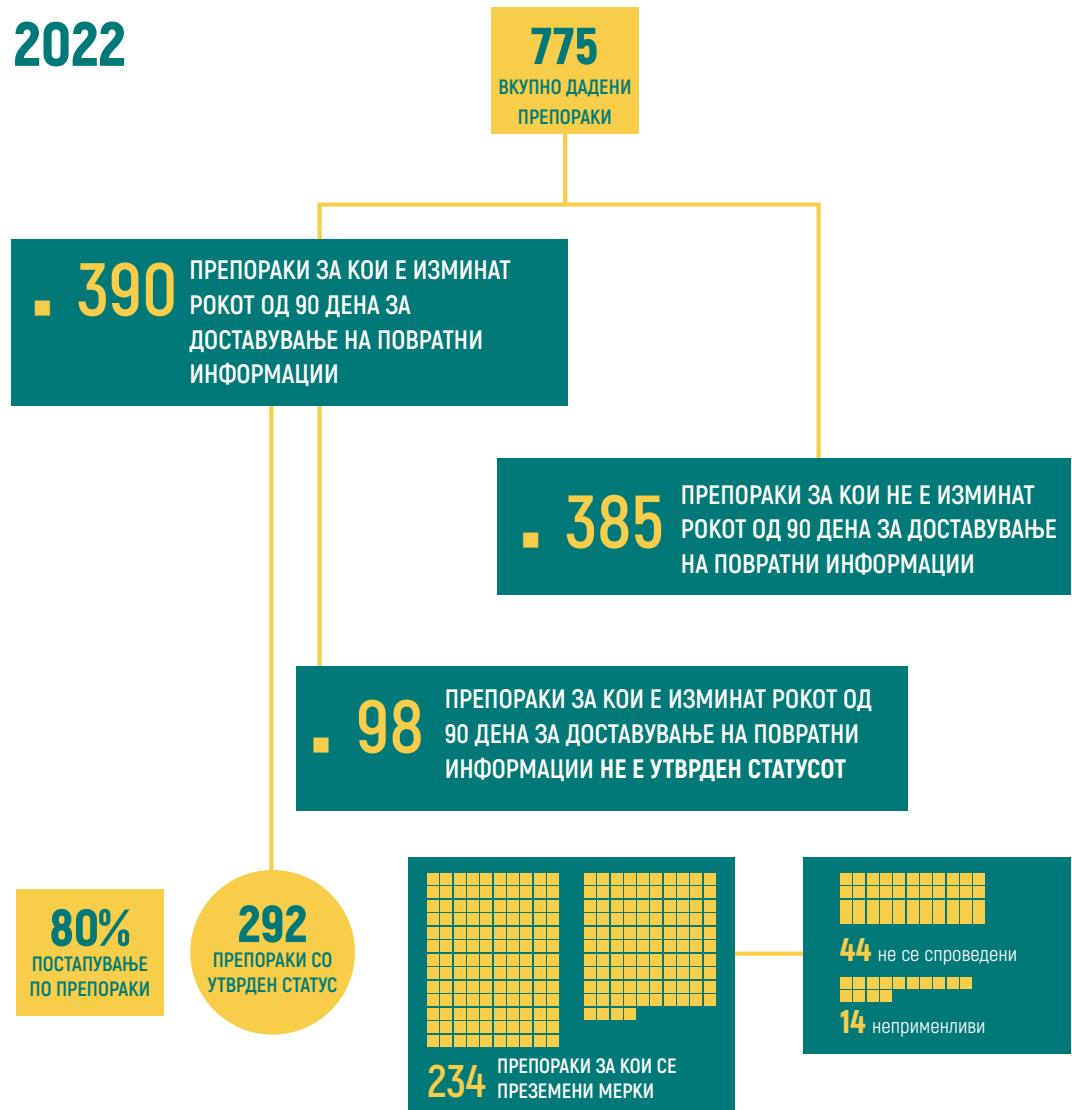 2022
775
ВКУПНО ДАДЕНИ
ПРЕПОРАКИ
390
ПРЕПОРАКИ ЗА КОИ Е ИЗМИНАТ
РОКОТ ОД 90 ДЕНА ЗА
ДОСТАВУВАЊЕ НА ПОВРАТНИ
ИНФОРМАЦИИ
385
ПРЕПОРАКИ ЗА КОИ НЕ Е ИЗМИНАТ
РОКОТ ОД 90 ДЕНА ЗА ДОСТАВУВАЊЕ
НА ПОВРАТНИ ИНФОРМАЦИИ
98
ПРЕПОРАКИ ЗА КОИ Е ИЗМИНАТ РОКОТ ОД
90 ДЕНА ЗА ДОСТАВУВАЊЕ НА ПОВРАТНИ
ИНФОРМАЦИИ НЕ Е УТВРДЕН СТАТУСОТ
80%
ПОСТАПУВАЊЕ
ПО ПРЕПОРАКИ
292
ПРЕПОРАКИ СО
УТВРДЕН СТАТУС
234
ПРЕПОРАКИ ЗА КОИ СЕ
ПРЕЗЕМЕНИ МЕРКИ
44 не се спроведени
14 неприменливи